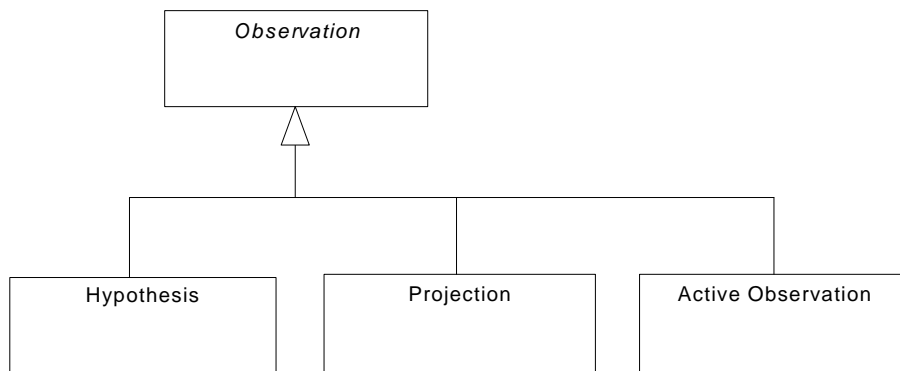 Observation
Hypothesis
Projection
Active Observation